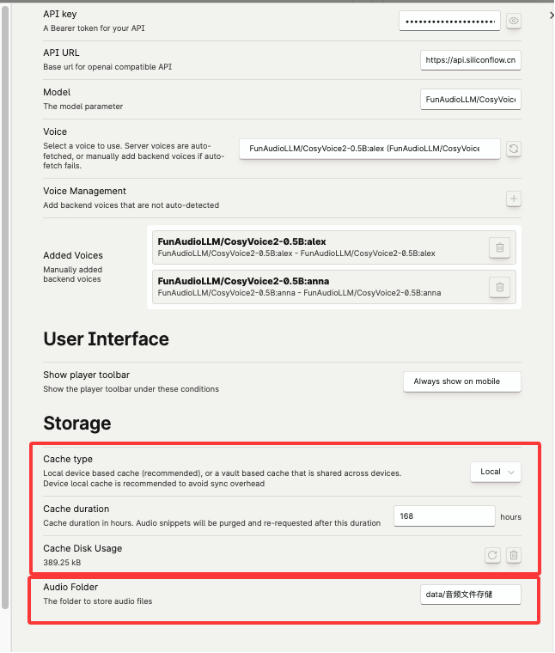 API key
A Bearer token for your API
API URL
Base url for openai compatible API
https://api.siliconflow.cn
Model
The model parameter
FunAudioLLM/CosyVoic
Voice
Select a voice to use. Server voices are auto-
fetched, or manually add backend voices if auto-
fetch fails.
FunAudioLLM/CosyVoice2-0.5B:alex (FunAudioLLM/CosyVoice
Voice Management
Add backend voices that are not auto-detected
Added Voices
Manually added
backend voices
FunAudioLLM/CosyVoice2-0.5B:alex
FunAudioLLM/CosyVoice2-0.5B:alex - FunAudioLLM/CosyVoice2-0.5B:alex
FunAudioLLM/CosyVoice2-0.5B:anna
FunAudioLLM/CosyVoice2-0.5B:anna - FunAudioLLM/CosyVoice2-0.5B:anna
User Interface
Show player toolbar
Show the player toolbar under these conditions
Always show on mobile
Storage
Cache type
Local device based cache (recommended), or a vault based cache that is shared across devices.
Device local cache is recommended to avoid sync overhead
Local
Cache duration
Cache duration in hours. Audio snippets will be purged and re-requested after this duration
168
hours
Cache Disk Usage
389.25 kB
Audio Folder
The folder to store audio files
data/音频文件存储